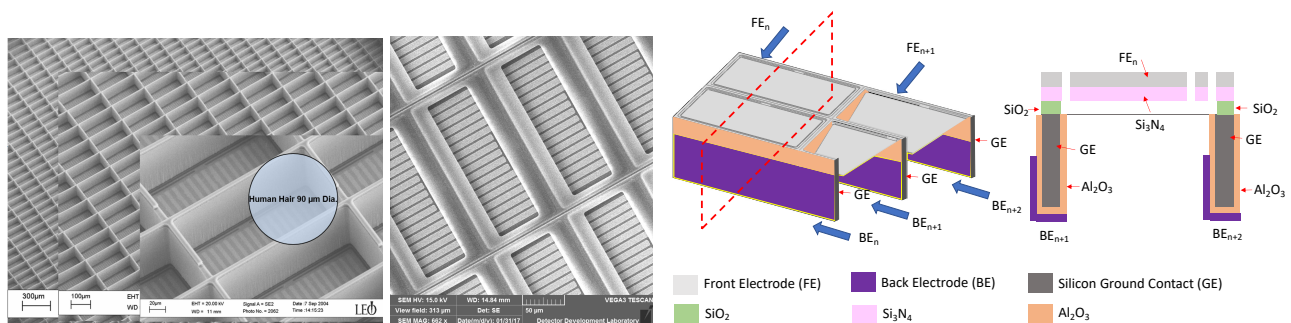 Human Hair 90 µm Dia.
300µm
EHT
WD
100µm
EHT
WD =
20µm
EHT = 20.00 kV
Signal A = SE2
Date :7 Sep 2004
WD = 11 mm
Photo No. = 2062
Time :14:15:23
LEO
SEM HV: 15.0 kV
WD: 14.84 mm
VEGA3 TESCAN
View field: 313 µm
Det: SE
50 µm
SEM MAG: 662 x
Date(m/d/y): 01/31/17
Detector Development Laboratory
FEn
FEn+1
GE
GE
GE
BEn+2
BEn+1
BEn
FEn
SiO2
SiO2
Si3N4
GE
GE
Al2O3
Al2O3
BEn+1
BEn+2
Front Electrode (FE)
Back Electrode (BE)
Silicon Ground Contact (GE)
SiO2
Si3N4
Al2O3